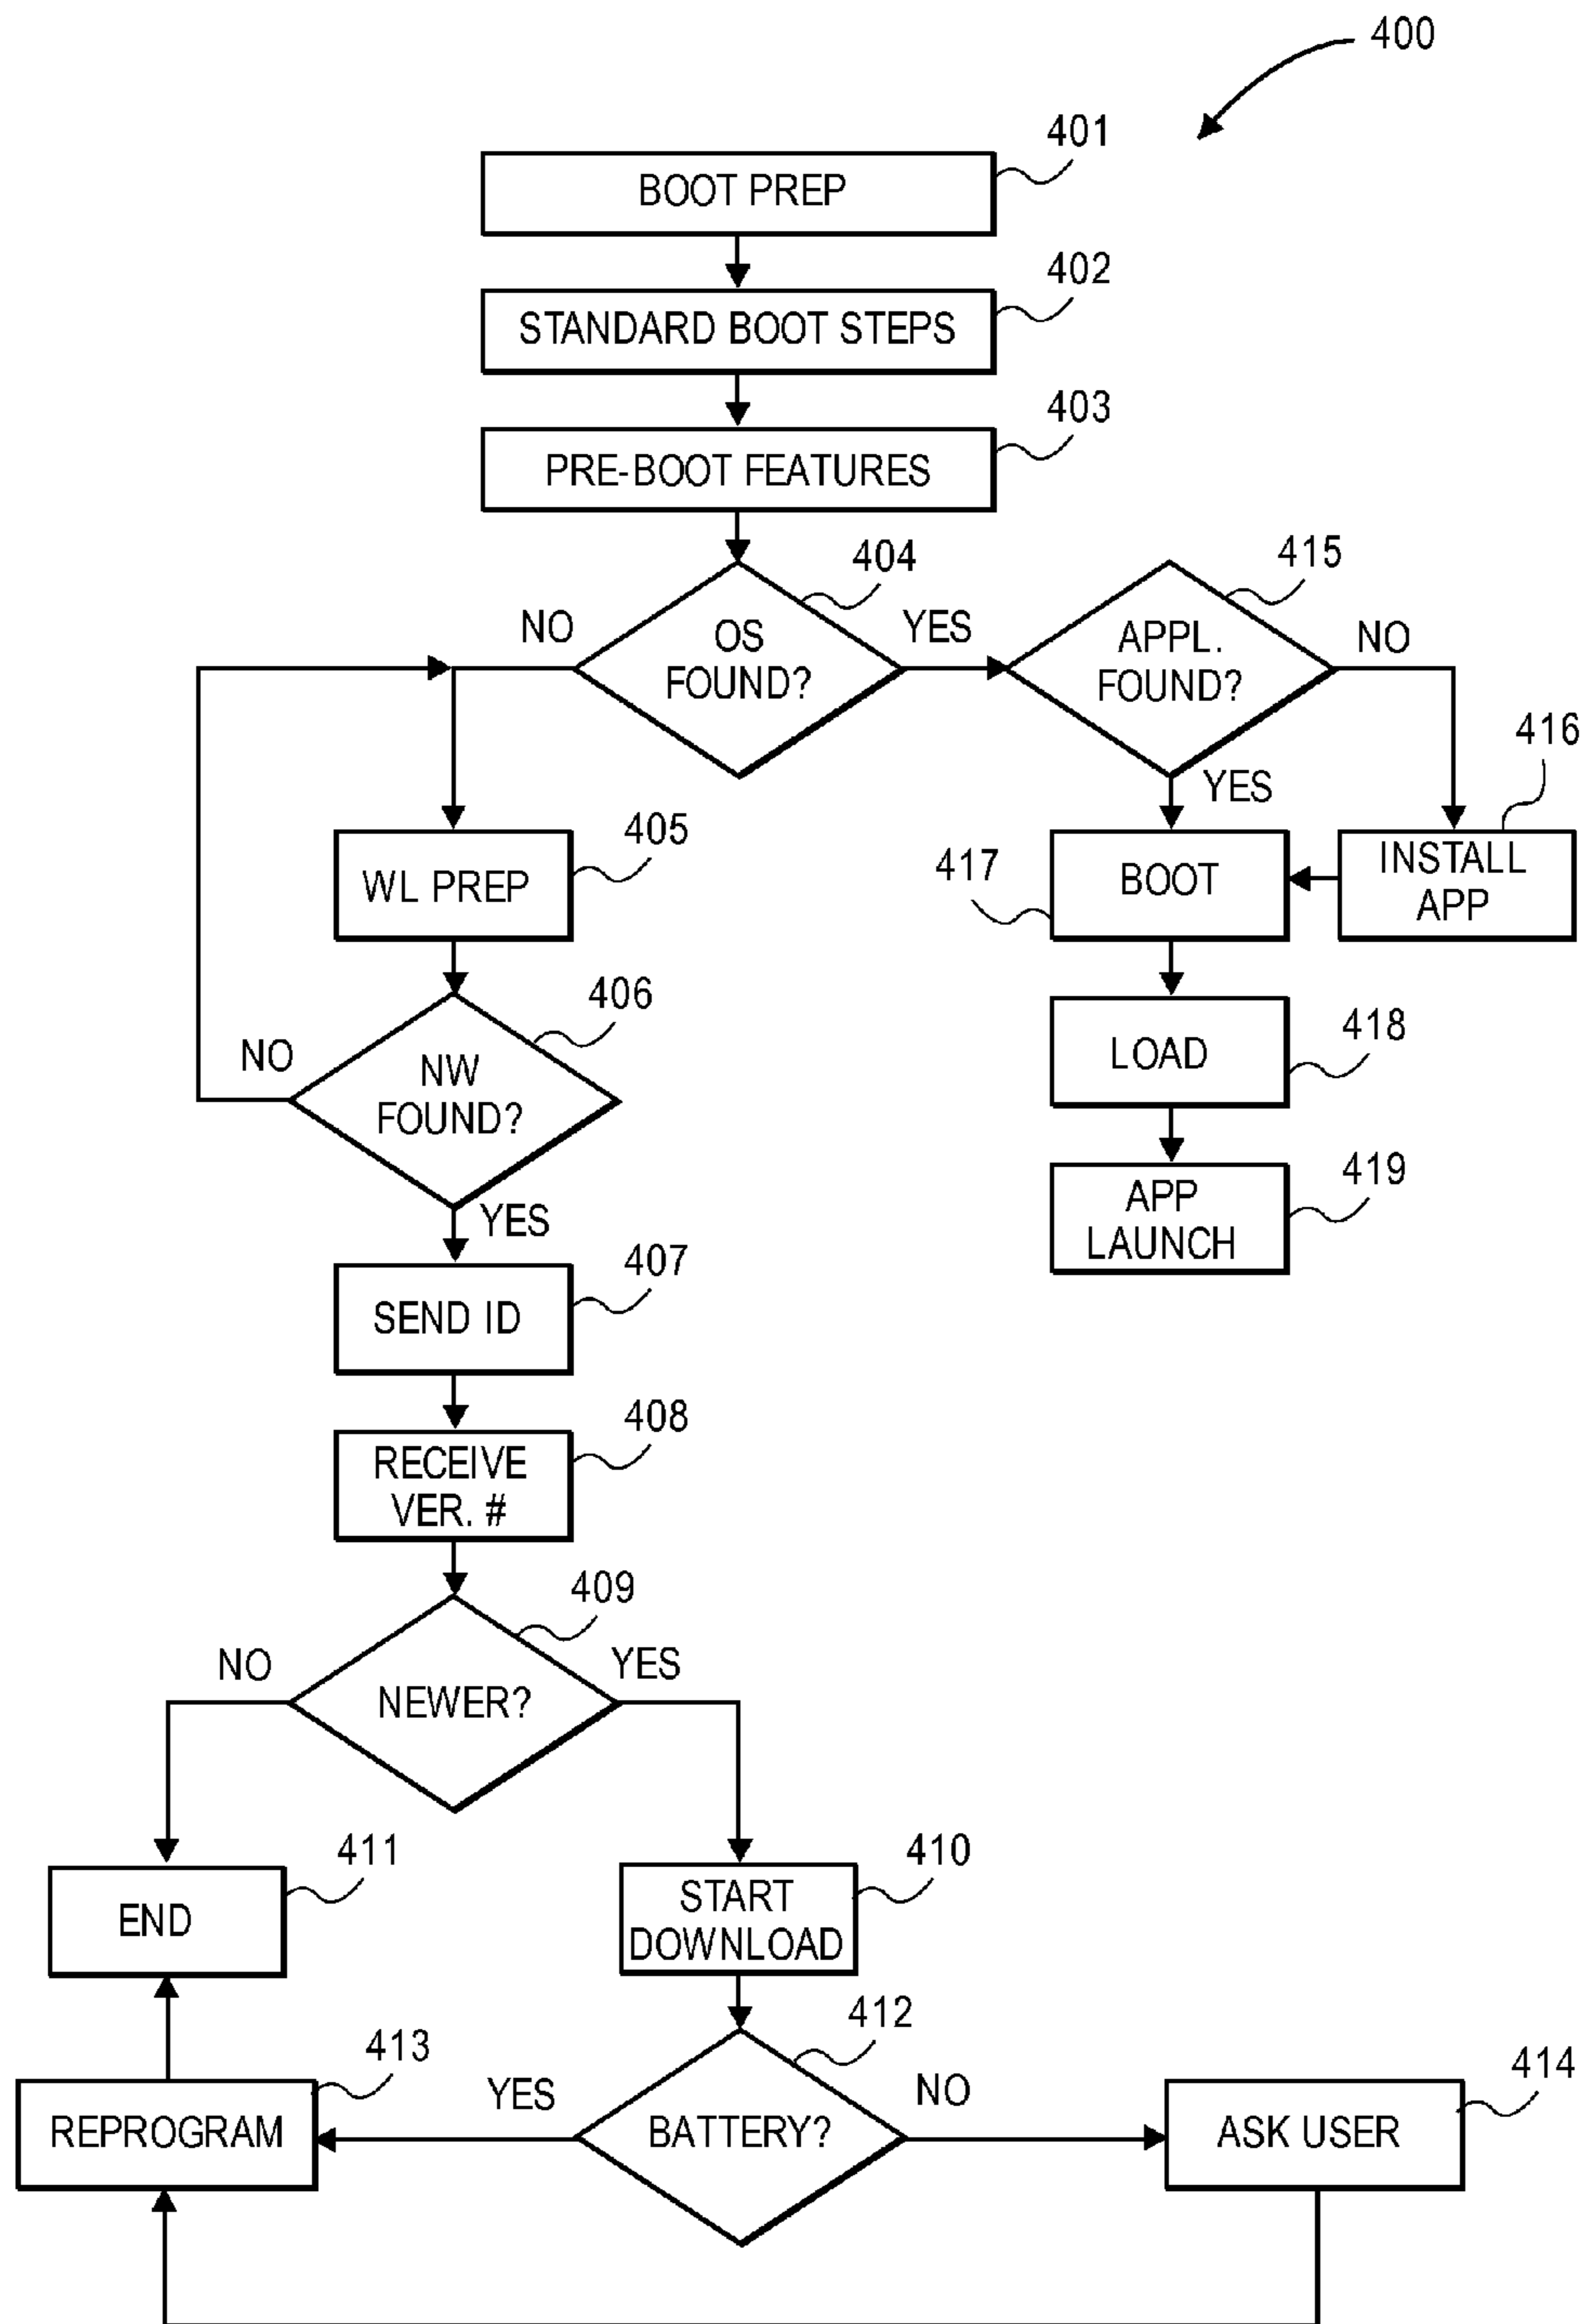 400
401
BOOT PREP
402
STANDARD BOOT STEPS
403
PRE-BOOT FEATURES
404
415
NO
OS
FOUND?
YES
APPL.
FOUND?
NO
416
YES
405
WL PREP
417
BOOT
INSTALL
APP
406
NO
NW
FOUND?
418
LOAD
YES
419
APP
LAUNCH
407
SEND ID
408
RECEIVE
VER. #
409
NO
NEWER?
YES
411
END
410
START
DOWNLOAD
412
413
REPROGRAM
YES
BATTERY?
NO
414
ASK USER